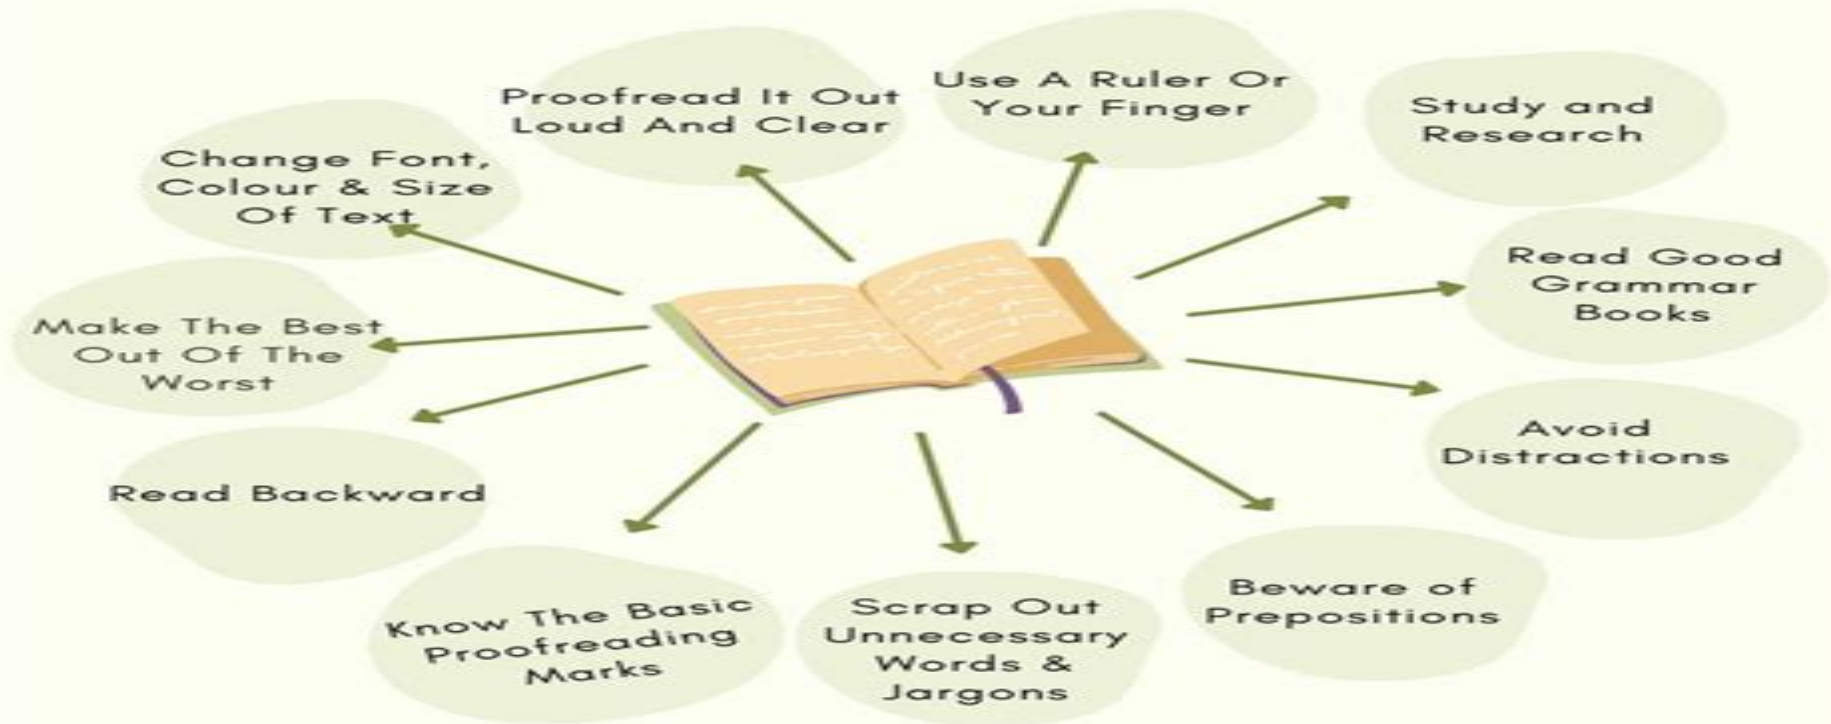 Proofread It Out
Loud And Clear
Use A Ruler Or
Your Finger
Study and
Research
Read Good
Grammar
Books
Avoid
Distractions
Beware of
Prepositions
Scrap Out
Unnecessary
Words &
Jargons
Know The Basic
Proofreading
Marks
Read Backward
Make The Best
Out Of The
Worst
Change Font,
Colour & Size
Of Text